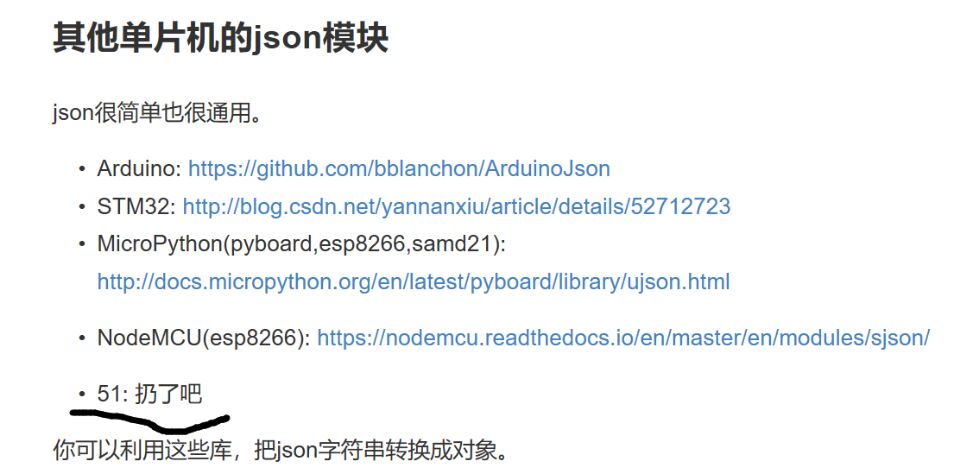 其他单片机的json模块
json很简单也很通用。
• Arduino: https://github.com/bblanchon/ArduinoJson
• STM32: http://blog.csdn.net/yannanxiu/article/details/52712723
• MicroPython(pyboard,esp8266,samd21):
http://docs.micropython.org/en/latest/pyboard/library/ujson.html
• NodeMCU(esp8266): https://nodemcu.readthedocs.io/en/master/en/modules/sjson/
• 51: 扔了吧
你可以利用这些库，把json字符串转换成对象。